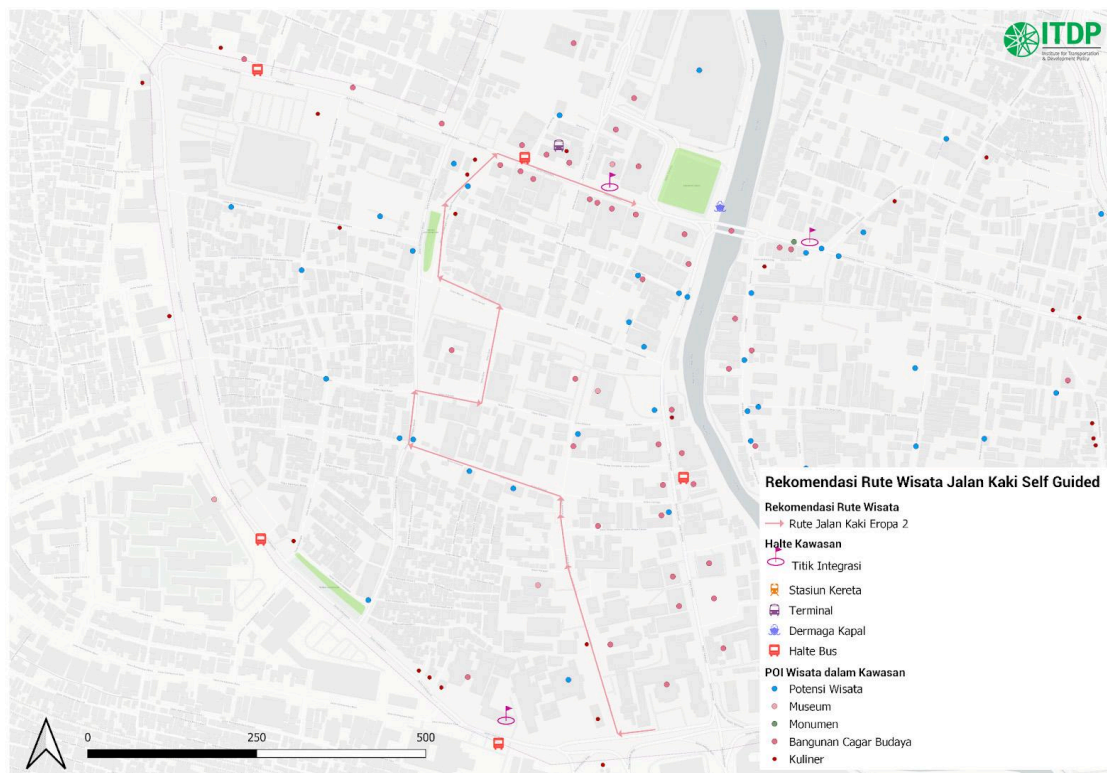 ITDP
Institute for Transportation
& Development Policy
Rekomendasi Rute Wisata Jalan Kaki Self Guided
Rekomendasi Rute Wisata
Rute Jalan Kaki Eropa 2
Halte Kawasan
Titik Integrasi
Stasiun Kereta
Terminal
Dermaga Kapal
Halte Bus
POI Wisata dalam Kawasan
Potensi Wisata
Museum
Monumen
Bangunan Cagar Budaya
Kuliner
0 250 500